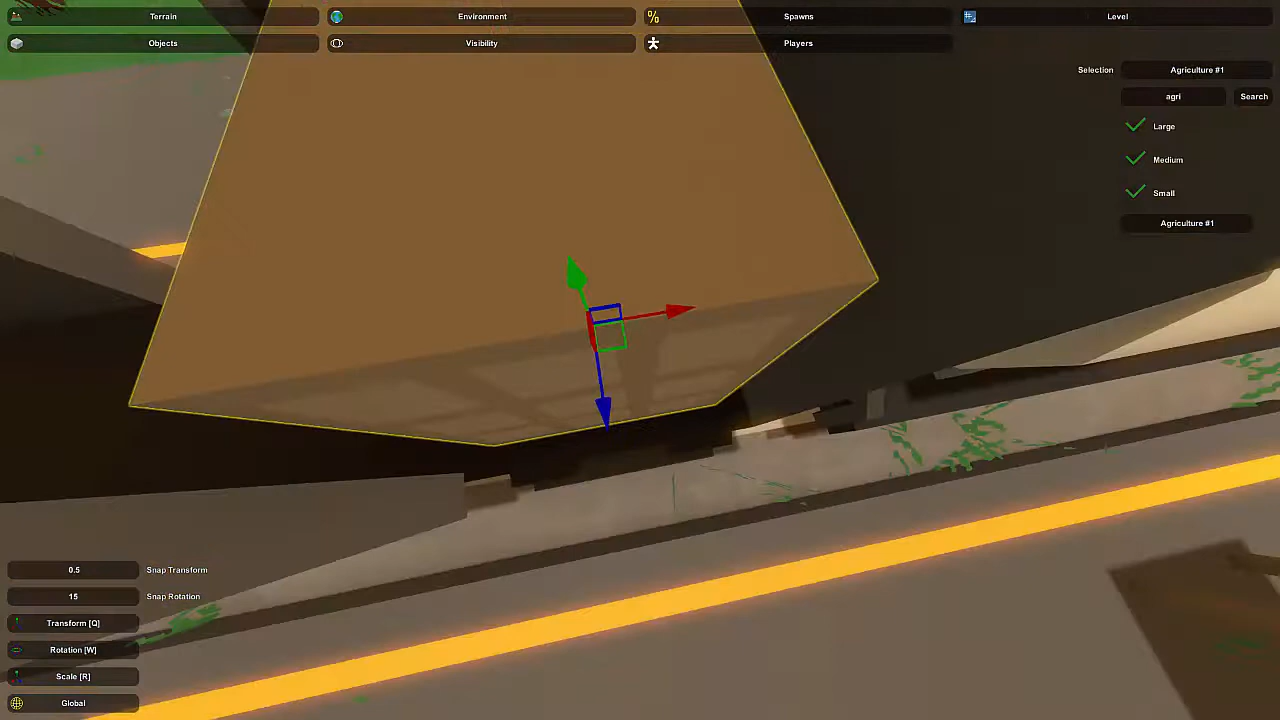 Terrain
Environment
% Spawns
Level
Objects
Visibility
Players
Selection Agriculture #1
agri Search
Large
Medium
Small
Agriculture #1
0.5 Snap Transform
15 Snap Rotation
Transform [Q]
Rotation [W]
Scale [R]
Global